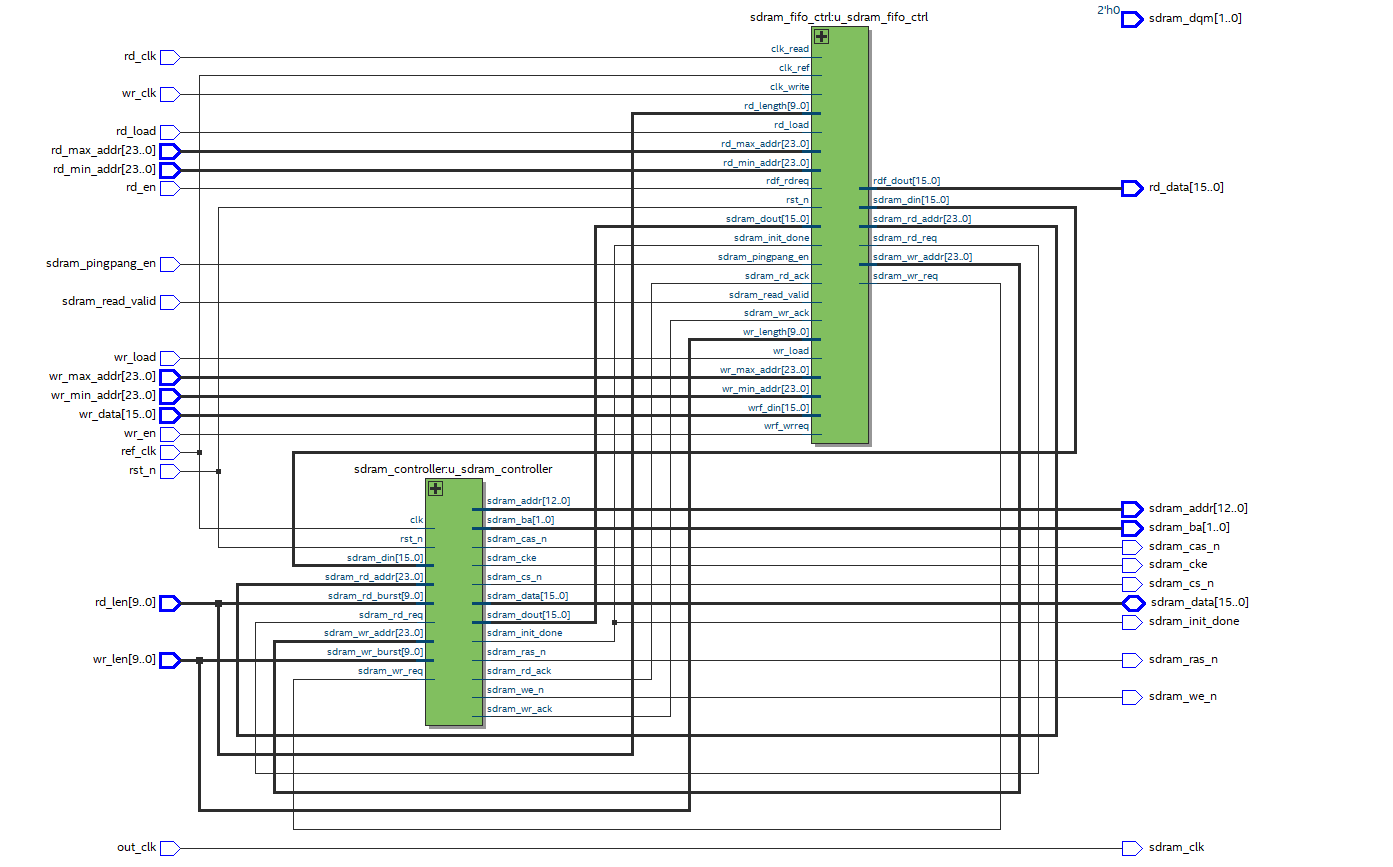 2'h0
sdram_dqm[1..0]
sdram_fifo_ctrl:u_sdram_fifo_ctrl
rd_clk
wr_clk
rd_load
rd_max_addr[23..0]
rd_min_addr[23..0]
rd_en
sdram_pingpang_en
sdram_read_valid
wr_load
wr_max_addr[23..0]
wr_min_addr[23..0]
wr_data[15..0]
wr_en
ref_clk
rst_n
clk_read
clk_ref
clk_write
rd_length[9..0]
rd_load
rd_max_addr[23..0]
rd_min_addr[23..0]
rdf_rdreq
rst_n
sdram_dout[15..0]
sdram_init_done
sdram_pingpang_en
sdram_rd_ack
sdram_read_valid
sdram_wr_ack
wr_length[9..0]
wr_load
wr_max_addr[23..0]
wr_min_addr[23..0]
wrf_din[15..0]
wrf_wrreq
rdf_dout[15..0]
sdram_din[15..0]
sdram_rd_addr[23..0]
sdram_rd_req
sdram_wr_addr[23..0]
sdram_wr_req
rd_data[15..0]
sdram_controller:u_sdram_controller
rd_len[9..0]
wr_len[9..0]
clk
rst_n
sdram_din[15..0]
sdram_rd_addr[23..0]
sdram_rd_burst[9..0]
sdram_rd_req
sdram_wr_addr[23..0]
sdram_wr_burst[9..0]
sdram_wr_req
sdram_addr[12..0]
sdram_ba[1..0]
sdram_cas_n
sdram_cke
sdram_cs_n
sdram_data[15..0]
sdram_dout[15..0]
sdram_init_done
sdram_ras_n
sdram_rd_ack
sdram_we_n
sdram_wr_ack
sdram_addr[12..0]
sdram_ba[1..0]
sdram_cas_n
sdram_cke
sdram_cs_n
sdram_data[15..0]
sdram_init_done
sdram_ras_n
sdram_we_n
out_clk
sdram_clk